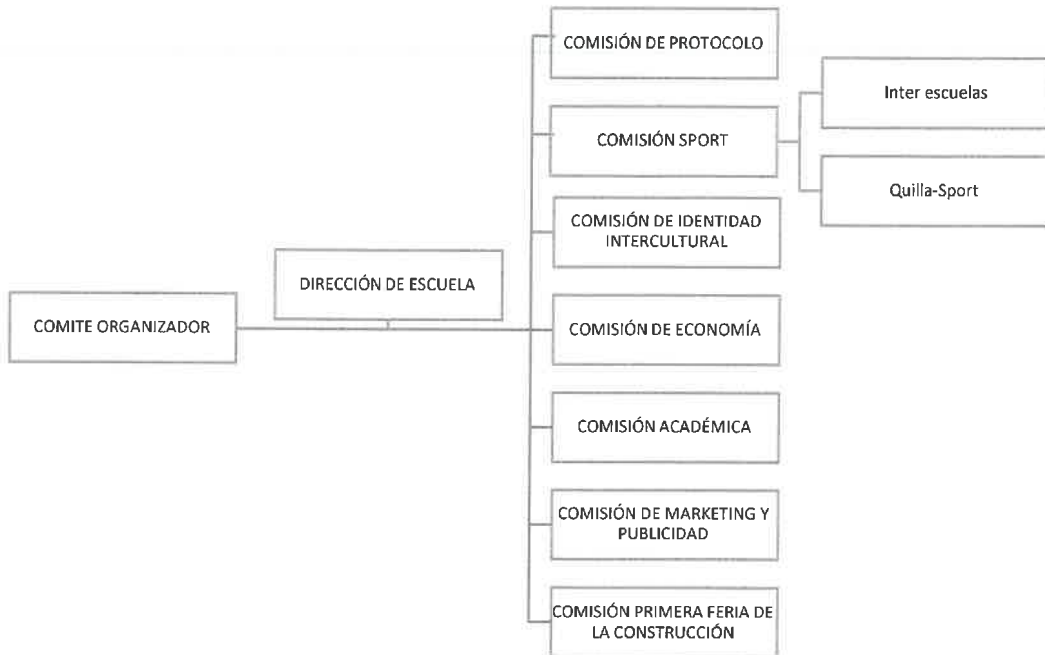 COMISIÓN DE PROTOCOLO
COMISIÓN SPORT
Inter escuelas
Quilla-Sport
COMISIÓN DE IDENTIDAD
INTERCULTURAL
DIRECCIÓN DE ESCUELA
COMITE ORGANIZADOR
COMISIÓN DE ECONOMÍA
COMISIÓN ACADÉMICA
COMISIÓN DE MARKETING Y
PUBLICIDAD
COMISIÓN PRIMERA FERIA DE
LA CONSTRUCCIÓN